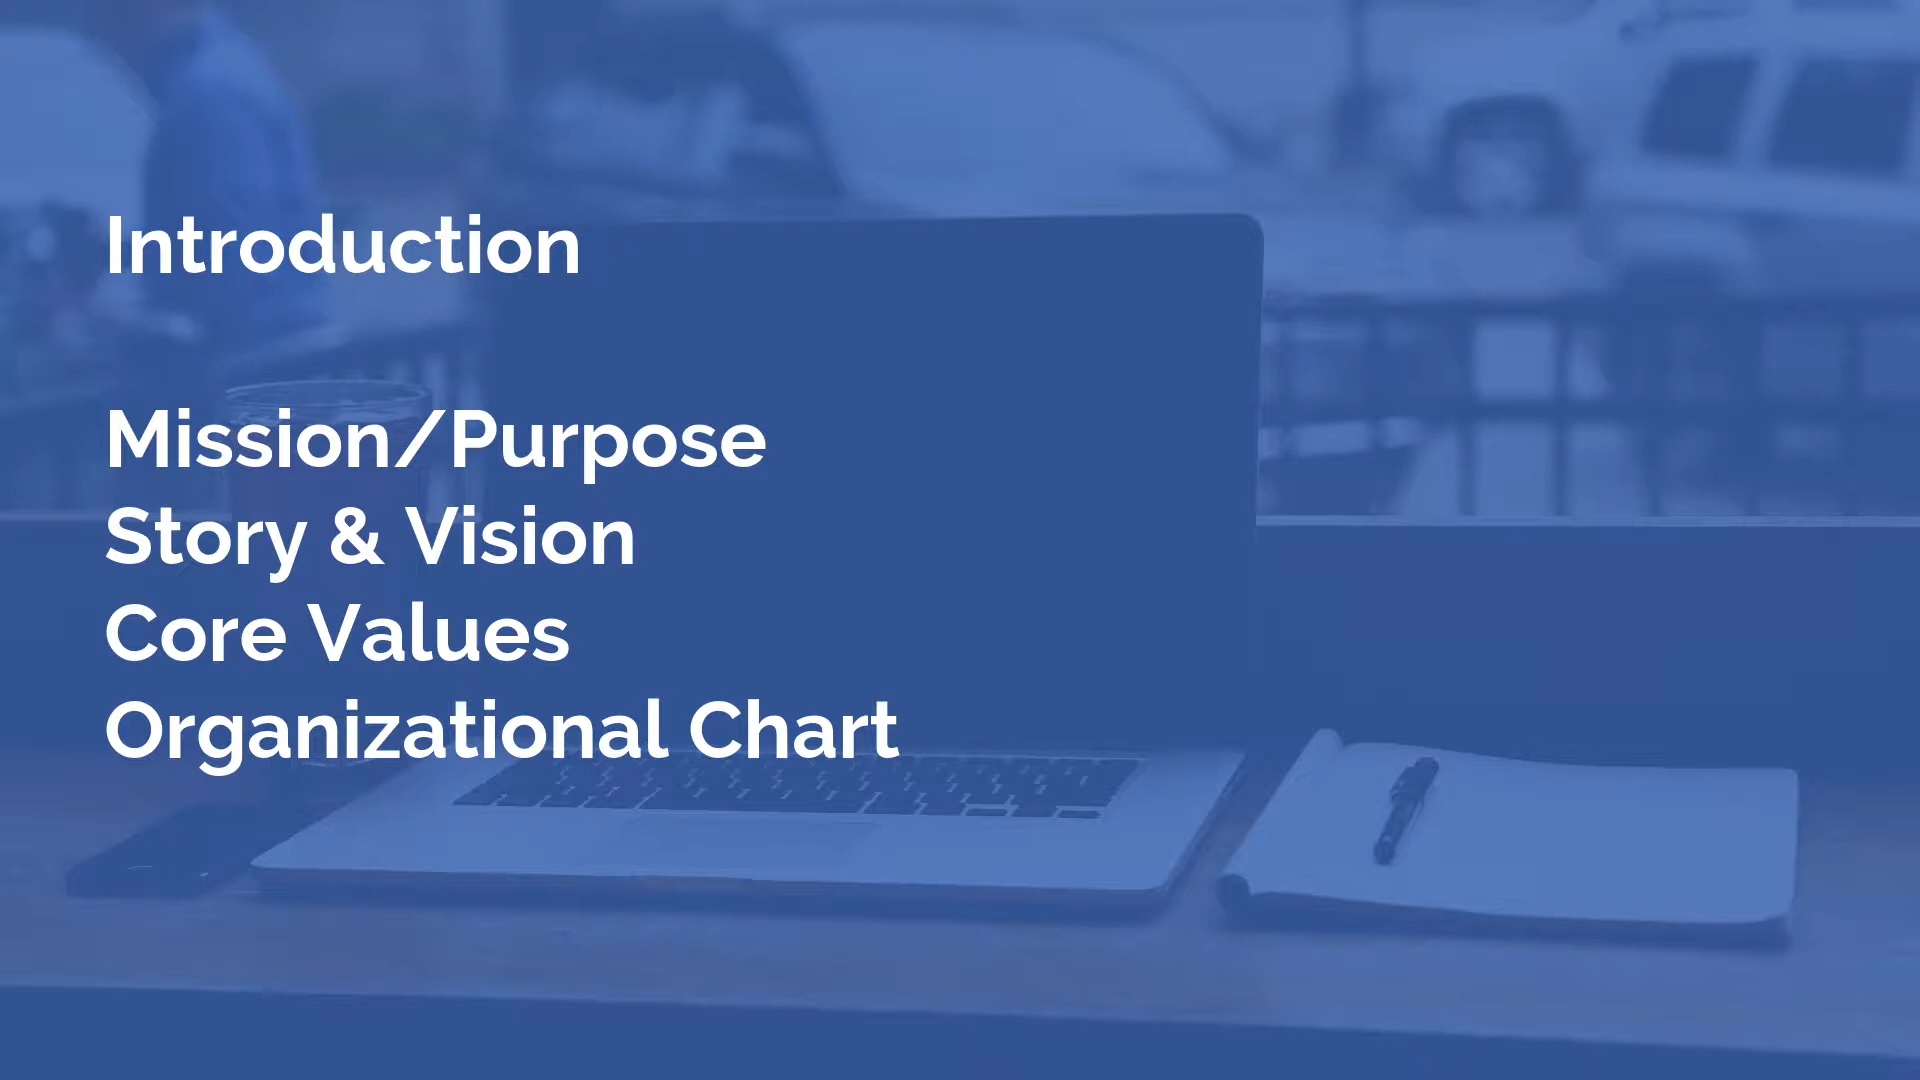 Introduction
Mission/Purpose
Story & Vision
Core Values
Organizational Chart